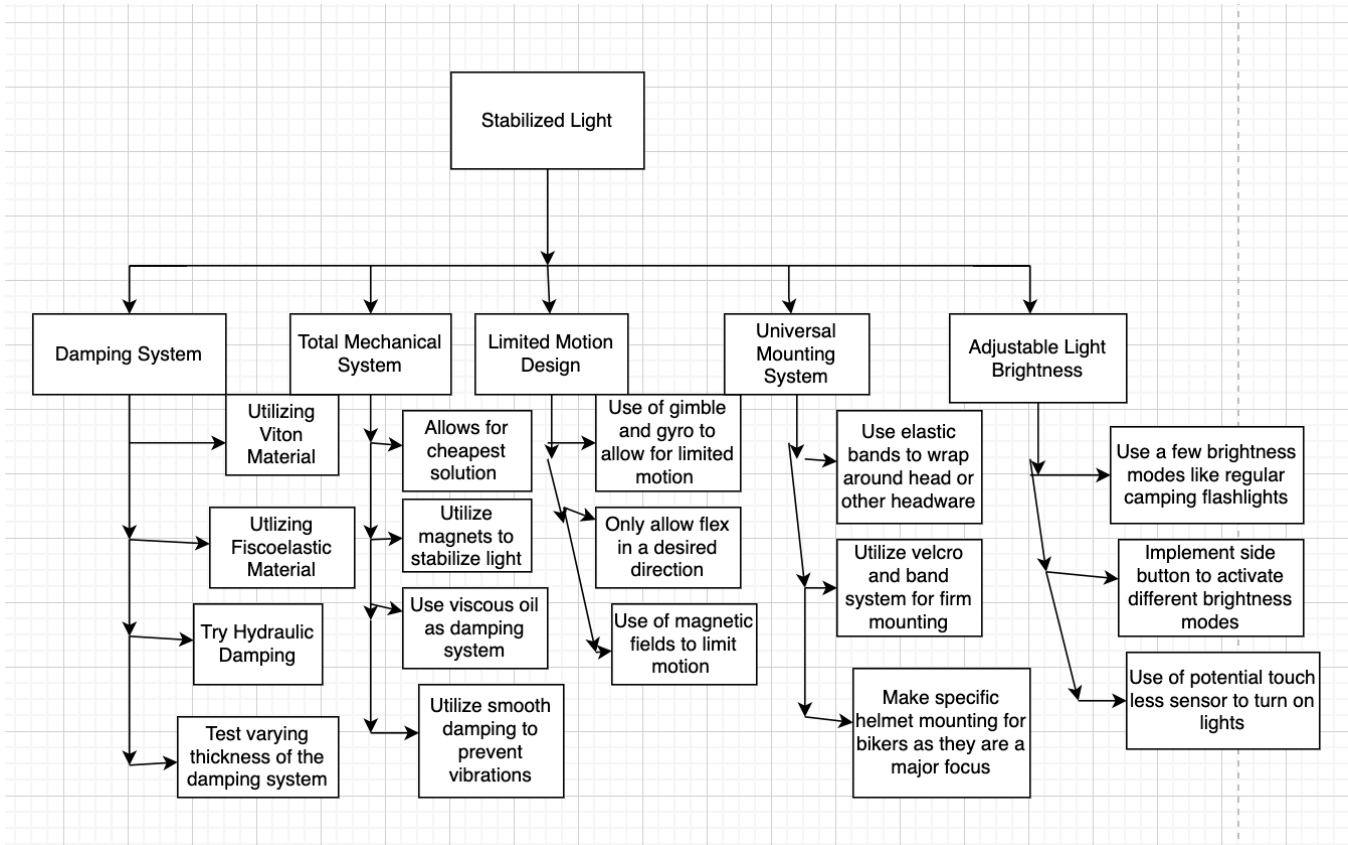 Stabilized Light
Damping System
Utilizing
Viton
Material
Utlizing
Fiscoelastic
Material
Try Hydraulic
Damping
Test varying
thickness of the
damping system
Total Mechanical
System
Allows for
cheapest
solution
Utilize
magnets to
stabilize light
Use viscous oil
as damping
system
Utilize smooth
damping to
prevent
vibrations
Limited Motion
Design
Use of gimble
and gyro to
allow for limited
motion
Only allow flex
in a desired
direction
Use of magnetic
fields to limit
motion
Universal
Mounting
System
Use elastic
bands to wrap
around head or
other headware
Utilize velcro
and band
system for firm
mounting
Make specific
helmet mounting for
bikers as they are a
major focus
Adjustable Light
Brightness
Use a few brightness
modes like regular
camping flashlights
Implement side
button to activate
different brightness
modes
Use of potential touch
less sensor to turn on
lights